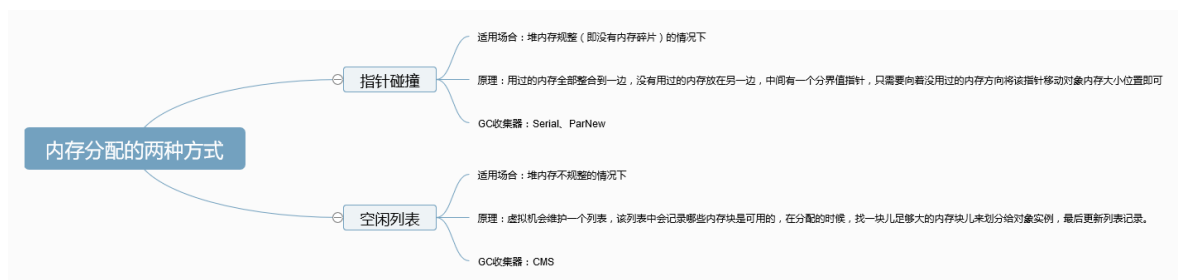 内存分配的两种方式
指针碰撞
适用场合：堆内存规整（即没有内存碎片）的情况下
原理：用过的内存全部整合到一边，没有用过的内存放在另一边，中间有一个分界值指针，只需要向着没用过的内存方向将该指针移动对象内存大小位置即可
GC收集器：Serial、ParNew
空闲列表
适用场合：堆内存不规整的情况下
原理：虚拟机会维护一个列表，该列表中会记录哪些内存块是可用的，在分配的时候，找一块儿足够大的内存块儿来划分给对象实例，最后更新列表记录。
GC收集器：CMS